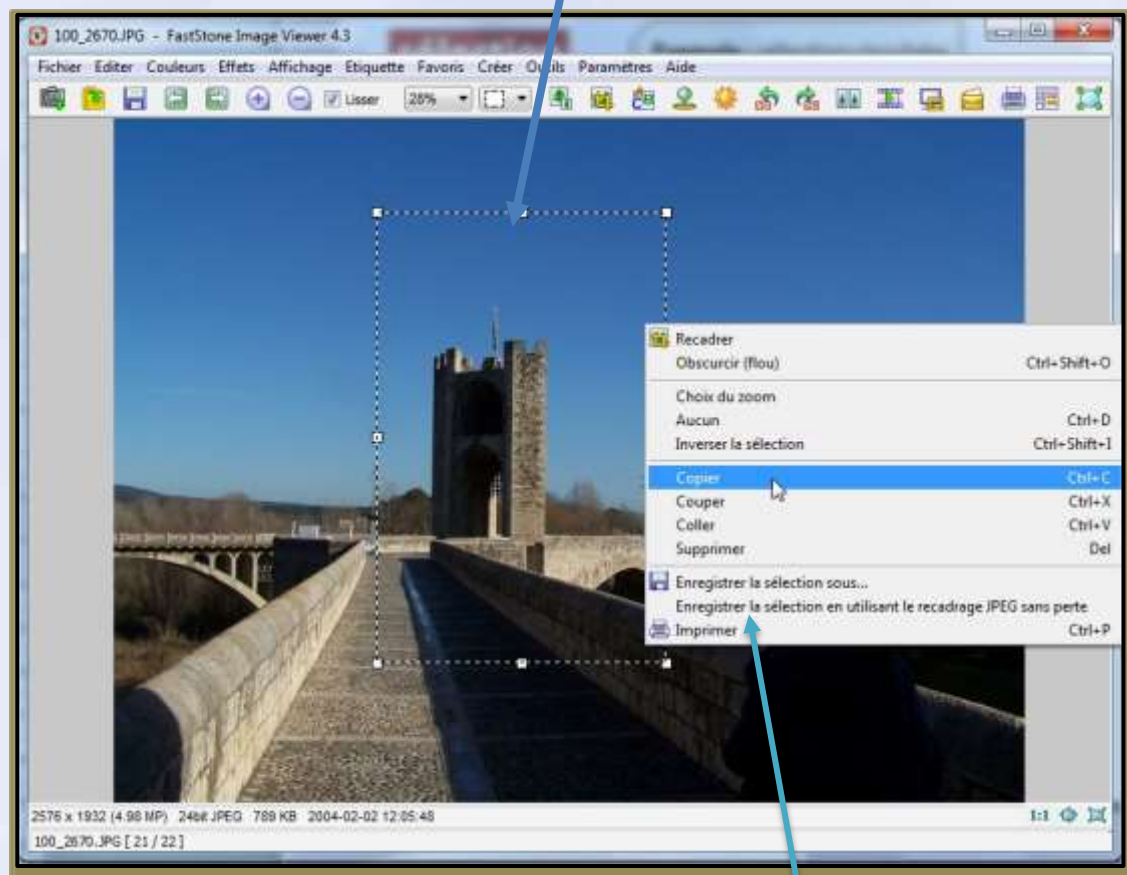 100_2670.JPG - FastStone Image Viewer 4.3
Fichier Editer Couleurs Effets Affichage Etiquette Favoris Créer Outils Paramètres Aide
Lisser 28%
Recadrer
Obscurcir (flou) Ctrl+Shift+O
Choix du zoom
Aucun Ctrl+D
Inverser la sélection Ctrl+Shift+I
Copier Ctrl+C
Couper Ctrl+X
Coller Ctrl+V
Supprimer Del
Enregistrer la sélection sous...
Enregistrer la sélection en utilisant le recadrage JPEG sans perte
Imprimer Ctrl+P
2576 x 1932 (4.98 MP) 24bit JPEG 789 KB 2004-02-02 12:05:48 1:1
100_2670.JPG [ 21 / 22 ]